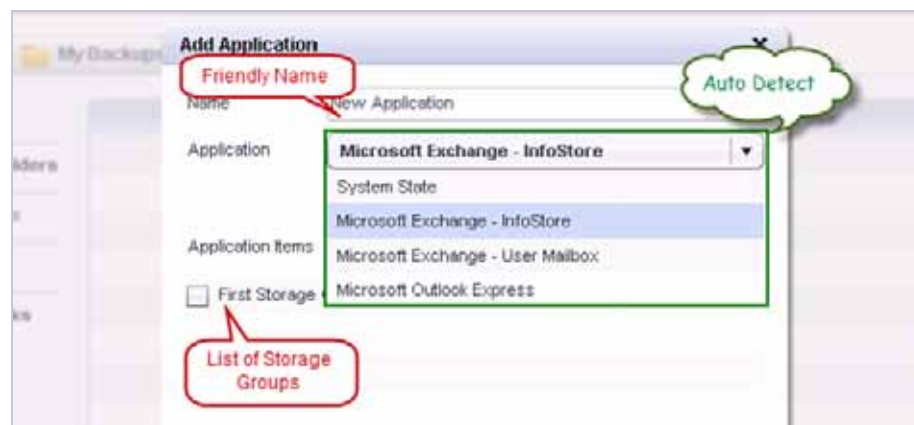 My Backups
Add Application
x
Friendly Name
Name
New Application
Auto Detect
Application
Microsoft Exchange - InfoStore
System State
Microsoft Exchange - InfoStore
Microsoft Exchange - User Mailbox
Microsoft Outlook Express
Application Items
First Storage
List of Storage
Groups